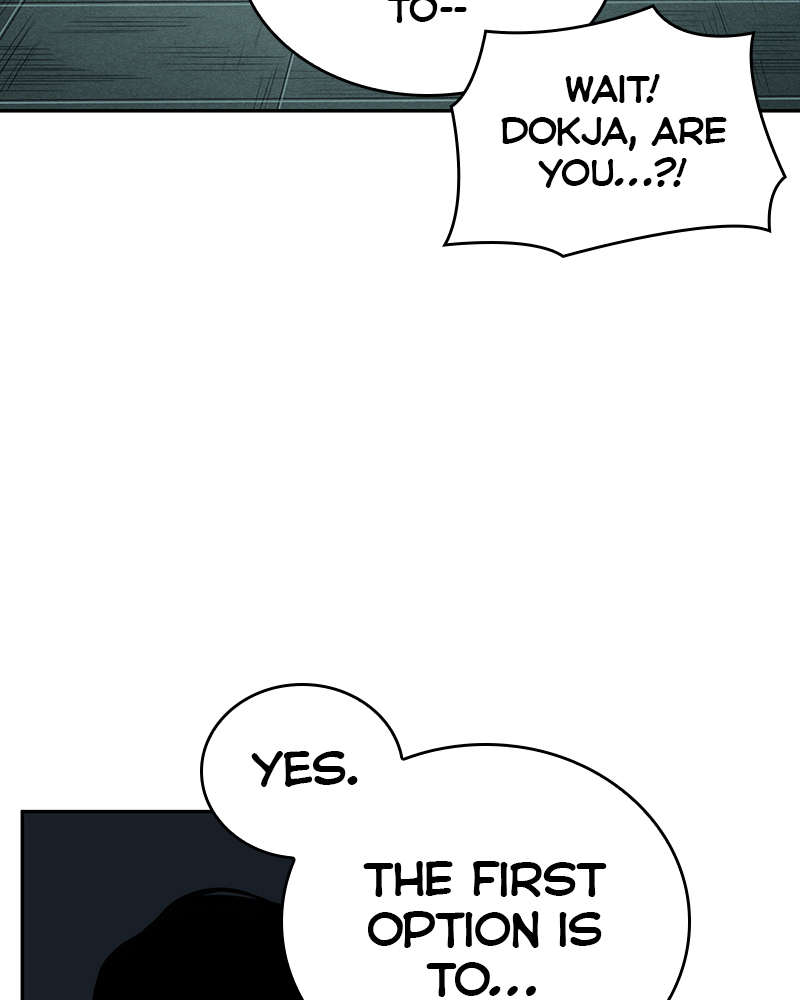 TO--
WAIT!
DOKJA, ARE
YOU...?!
YES.
THE FIRST
OPTION IS
TO...